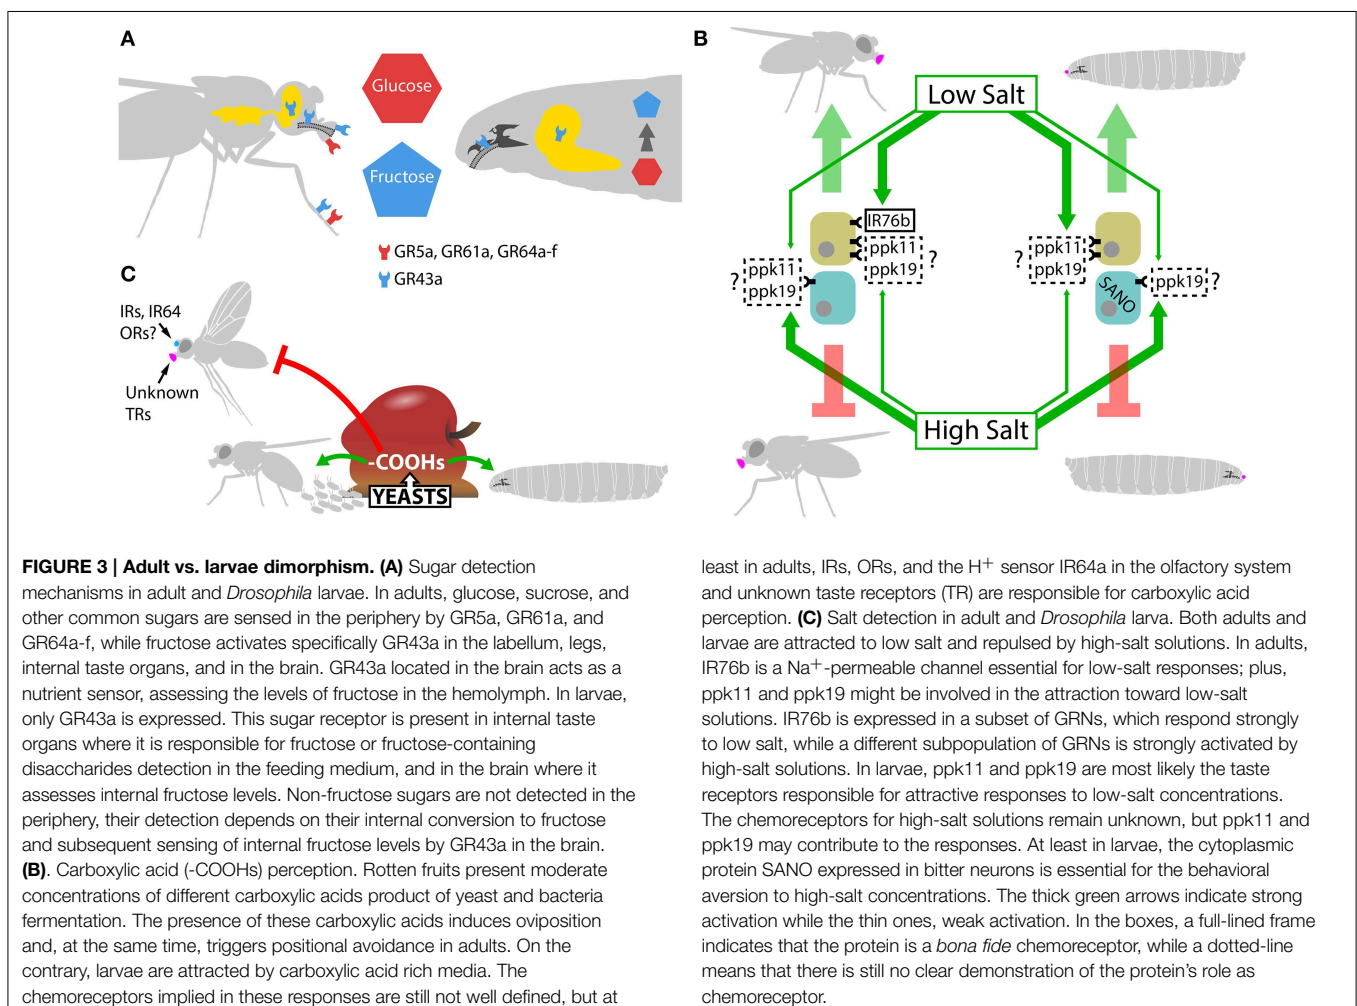 A
Glucose
Fructose
GR5a, GR61a, GR64a-f
GR43a
B
Low Salt
IR76b
ppk11
ppk19
?
?
ppk11
ppk19
?
ppk11
ppk19
SANO
ppk19
?
High Salt
C
IRs, IR64
ORs?
Unknown
TRs
-COOHs
YEASTS
FIGURE 3 | Adult vs. larvae dimorphism. (A) Sugar detection
mechanisms in adult and Drosophila larvae. In adults, glucose, sucrose, and
other common sugars are sensed in the periphery by GR5a, GR61a, and
GR64a-f, while fructose activates specifically GR43a in the labellum, legs,
internal taste organs, and in the brain. GR43a located in the brain acts as a
nutrient sensor, assessing the levels of fructose in the hemolymph. In larvae,
only GR43a is expressed. This sugar receptor is present in internal taste
organs where it is responsible for fructose or fructose-containing
disaccharides detection in the feeding medium, and in the brain where it
assesses internal fructose levels. Non-fructose sugars are not detected in the
periphery, their detection depends on their internal conversion to fructose
and subsequent sensing of internal fructose levels by GR43a in the brain.
(B). Carboxylic acid (-COOHs) perception. Rotten fruits present moderate
concentrations of different carboxylic acids product of yeast and bacteria
fermentation. The presence of these carboxylic acids induces oviposition
and, at the same time, triggers positional avoidance in adults. On the
contrary, larvae are attracted by carboxylic acid rich media. The
chemoreceptors implied in these responses are still not well defined, but at
least in adults, IRs, ORs, and the H+ sensor IR64a in the olfactory system
and unknown taste receptors (TR) are responsible for carboxylic acid
perception. (C) Salt detection in adult and Drosophila larva. Both adults and
larvae are attracted to low salt and repulsed by high-salt solutions. In adults,
IR76b is a Na+-permeable channel essential for low-salt responses; plus,
ppk11 and ppk19 might be involved in the attraction toward low-salt
solutions. IR76b is expressed in a subset of GRNs, which respond strongly
to low salt, while a different subpopulation of GRNs is strongly activated by
high-salt solutions. In larvae, ppk11 and ppk19 are most likely the taste
receptors responsible for attractive responses to low-salt concentrations.
The chemoreceptors for high-salt solutions remain unknown, but ppk11 and
ppk19 may contribute to the responses. At least in larvae, the cytoplasmic
protein SANO expressed in bitter neurons is essential for the behavioral
aversion to high-salt concentrations. The thick green arrows indicate strong
activation while the thin ones, weak activation. In the boxes, a full-lined frame
indicates that the protein is a bona fide chemoreceptor, while a dotted-line
means that there is still no clear demonstration of the protein's role as
chemoreceptor.